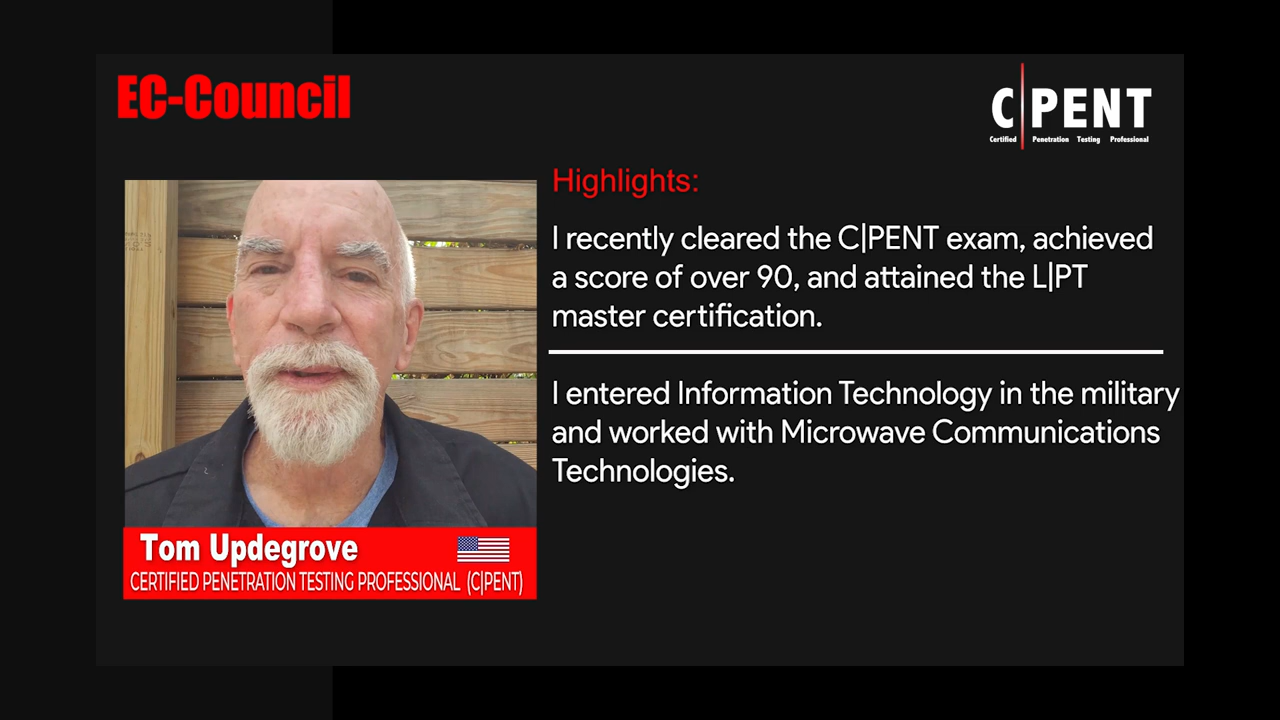 EC-Council
C|PENT
Certified Penetration Testing Professional
Highlights:
I recently cleared the C|PENT exam, achieved
a score of over 90, and attained the L|PT
master certification.
I entered Information Technology in the military
and worked with Microwave Communications
Technologies.
Tom Updegrove
CERTIFIED PENETRATION TESTING PROFESSIONAL (C|PENT)